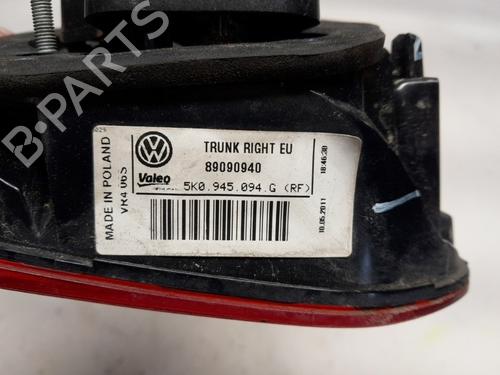 B-PARTS
TRUNK RIGHT EU
89090940
Valeo
5K0.945.094.G (RF)
MADE IN POLAND
VR4 06S
18:46:30
10.05.2011